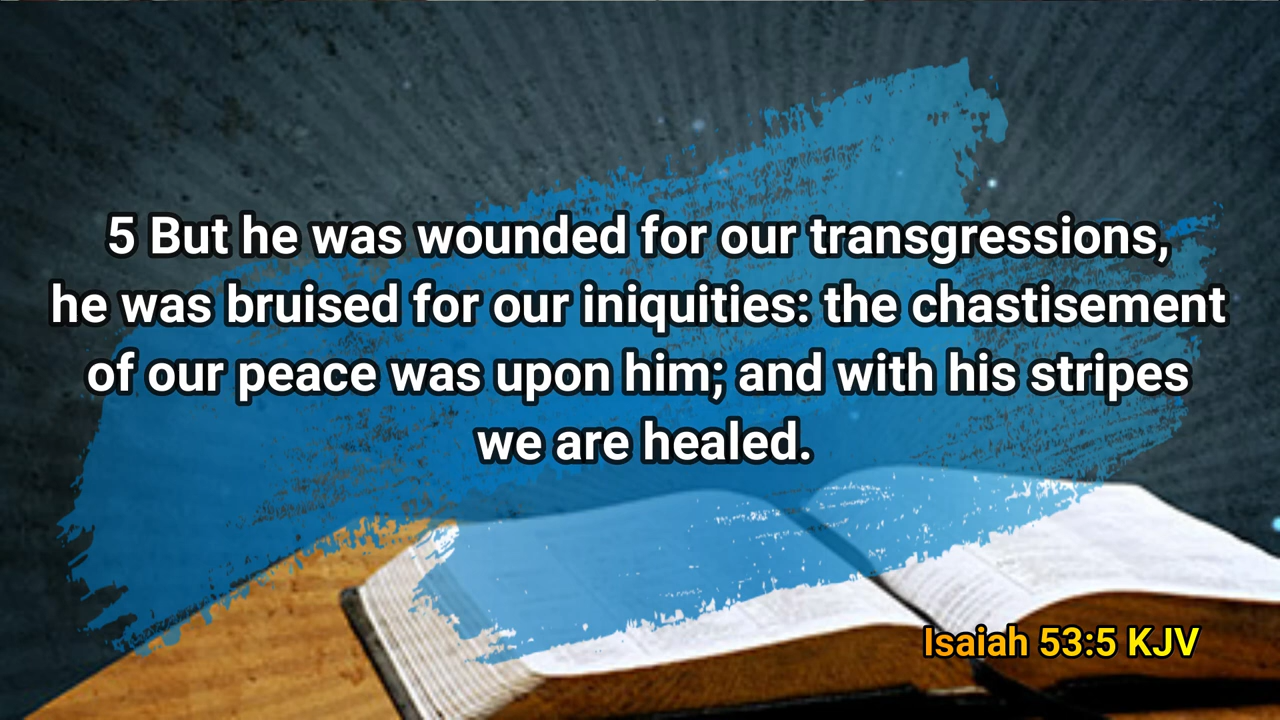 5 But he was wounded for our transgressions,
he was bruised for our iniquities: the chastisement
of our peace was upon him; and with his stripes
we are healed.
Isaiah 53:5 KJV